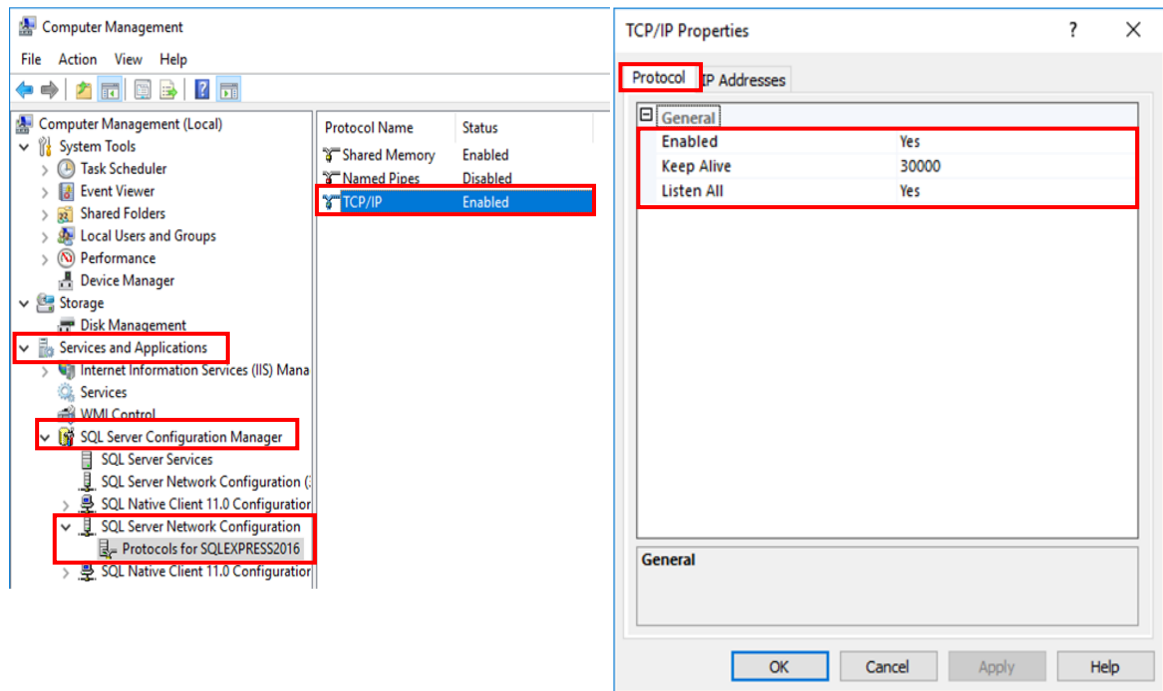 Computer Management
File Action View Help
Computer Management (Local)
System Tools
Task Scheduler
Event Viewer
Shared Folders
Local Users and Groups
Performance
Device Manager
Storage
Disk Management
Services and Applications
Internet Information Services (IIS) Mana
Services
WMI Control
SQL Server Configuration Manager
SQL Server Services
SQL Server Network Configuration (
SQL Native Client 11.0 Configuration
SQL Server Network Configuration
Protocols for SQLEXPRESS2016
SQL Native Client 11.0 Configuration
Protocol Name Status
Shared Memory Enabled
Named Pipes Disabled
TCP/IP Enabled
TCP/IP Properties ?
Protocol IP Addresses
General
Enabled Yes
Keep Alive 30000
Listen All Yes
General
OK Cancel Apply Help